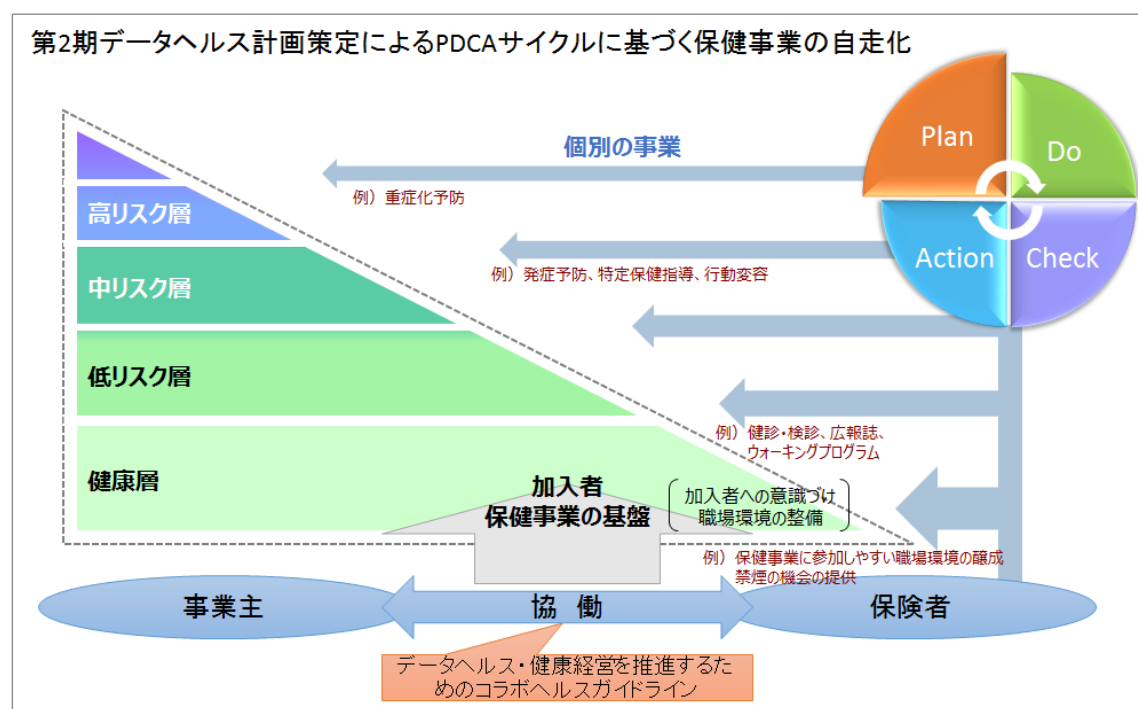 第2期データヘルス計画策定によるPDCAサイクルに基づく保健事業の自走化
Plan
Do
Action
Check
個別の事業
例）重症化予防
高リスク層
例）発症予防、特定保健指導、行動変容
中リスク層
低リスク層
例）健診・検診、広報誌、
ウォーキングプログラム
健康層
加入者
保健事業の基盤
加入者への意識づけ
職場環境の整備
例）保健事業に参加しやすい職場環境の醸成
禁煙の機会の提供
事業主
協 働
保険者
データヘルス・健康経営を推進するた
めのコラボヘルスガイドライン